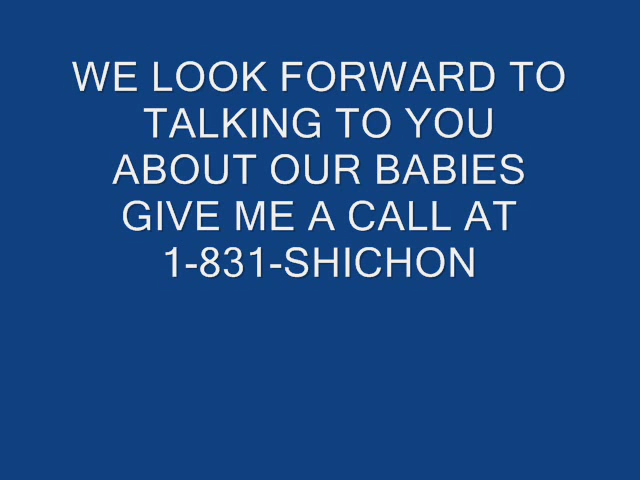 WE LOOK FORWARD TO
TALKING TO YOU
ABOUT OUR BABIES
GIVE ME A CALL AT
1-831-SHICHON